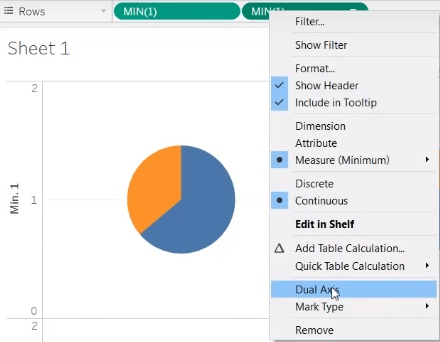 Rows
MIN(1)
MIN(1)
Sheet 1
2
Min. 1
1
0
2
Filter...
Show Filter
Format...
Show Header
Include in Tooltip
Dimension
Attribute
Measure (Minimum)
Discrete
Continuous
Edit in Shelf
Add Table Calculation...
Quick Table Calculation
Dual Axis
Mark Type
Remove